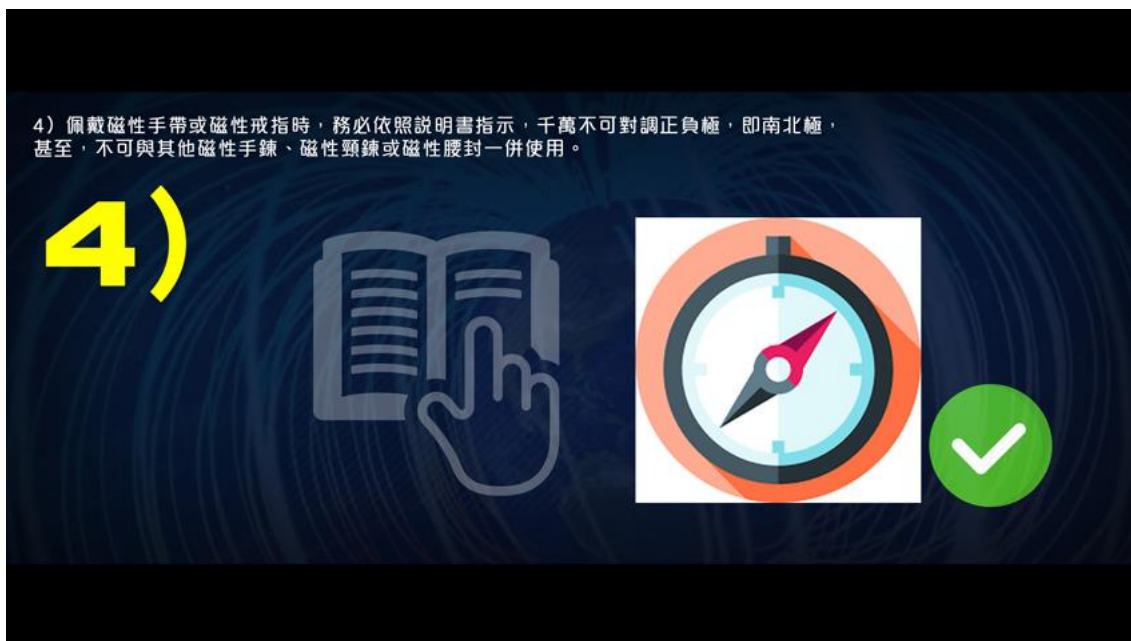 4）佩戴磁性手帶或磁性戒指時，務必依照説明書指示，千萬不可對調正負極，即南北極，
甚至，不可與其他磁性手鍊、磁性頸鍊或磁性腰封一併使用。
4）